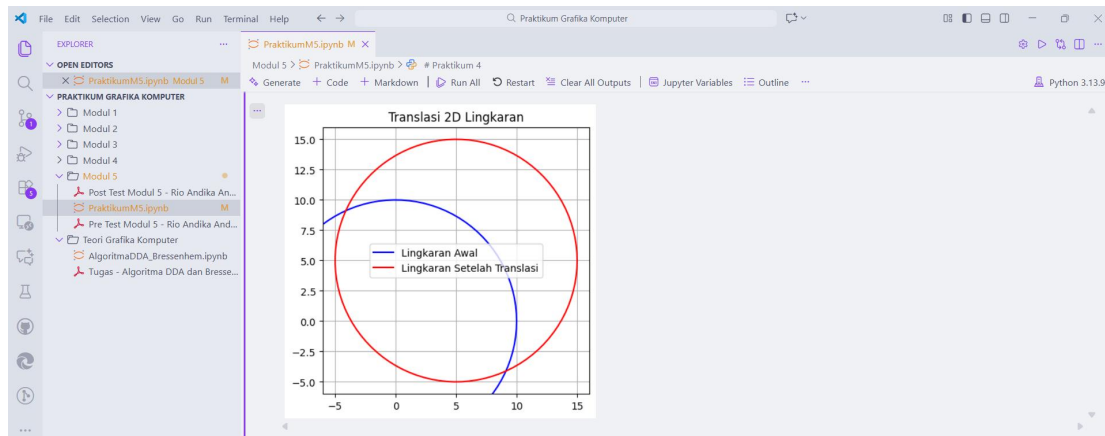 File Edit Selection View Go Run Terminal Help
Praktikum Grafika Komputer
EXPLORER
OPEN EDITORS
PraktikumM5.ipynb Modul 5 M
PRAKTIKUM GRAFIKA KOMPUTER
Modul 1
Modul 2
Modul 3
Modul 4
Modul 5
Post Test Modul 5 - Rio Andika An...
PraktikumM5.ipynb M
Pre Test Modul 5 - Rio Andika And...
Teori Grafika Komputer
AlgoritmaDDA_Bressenhem.ipynb
Tugas - Algoritma DDA dan Bresse...
1
5
PraktikumM5.ipynb M
Modul 5 > PraktikumM5.ipynb > # Praktikum 4
Generate + Code + Markdown Run All Restart Clear All Outputs Jupyter Variables Outline ...
Python 3.13.9
Translasi 2D Lingkaran
15.0
12.5
10.0
7.5
5.0
2.5
0.0
−2.5
−5.0
Lingkaran Awal
Lingkaran Setelah Translasi
−5 0 5 10 15